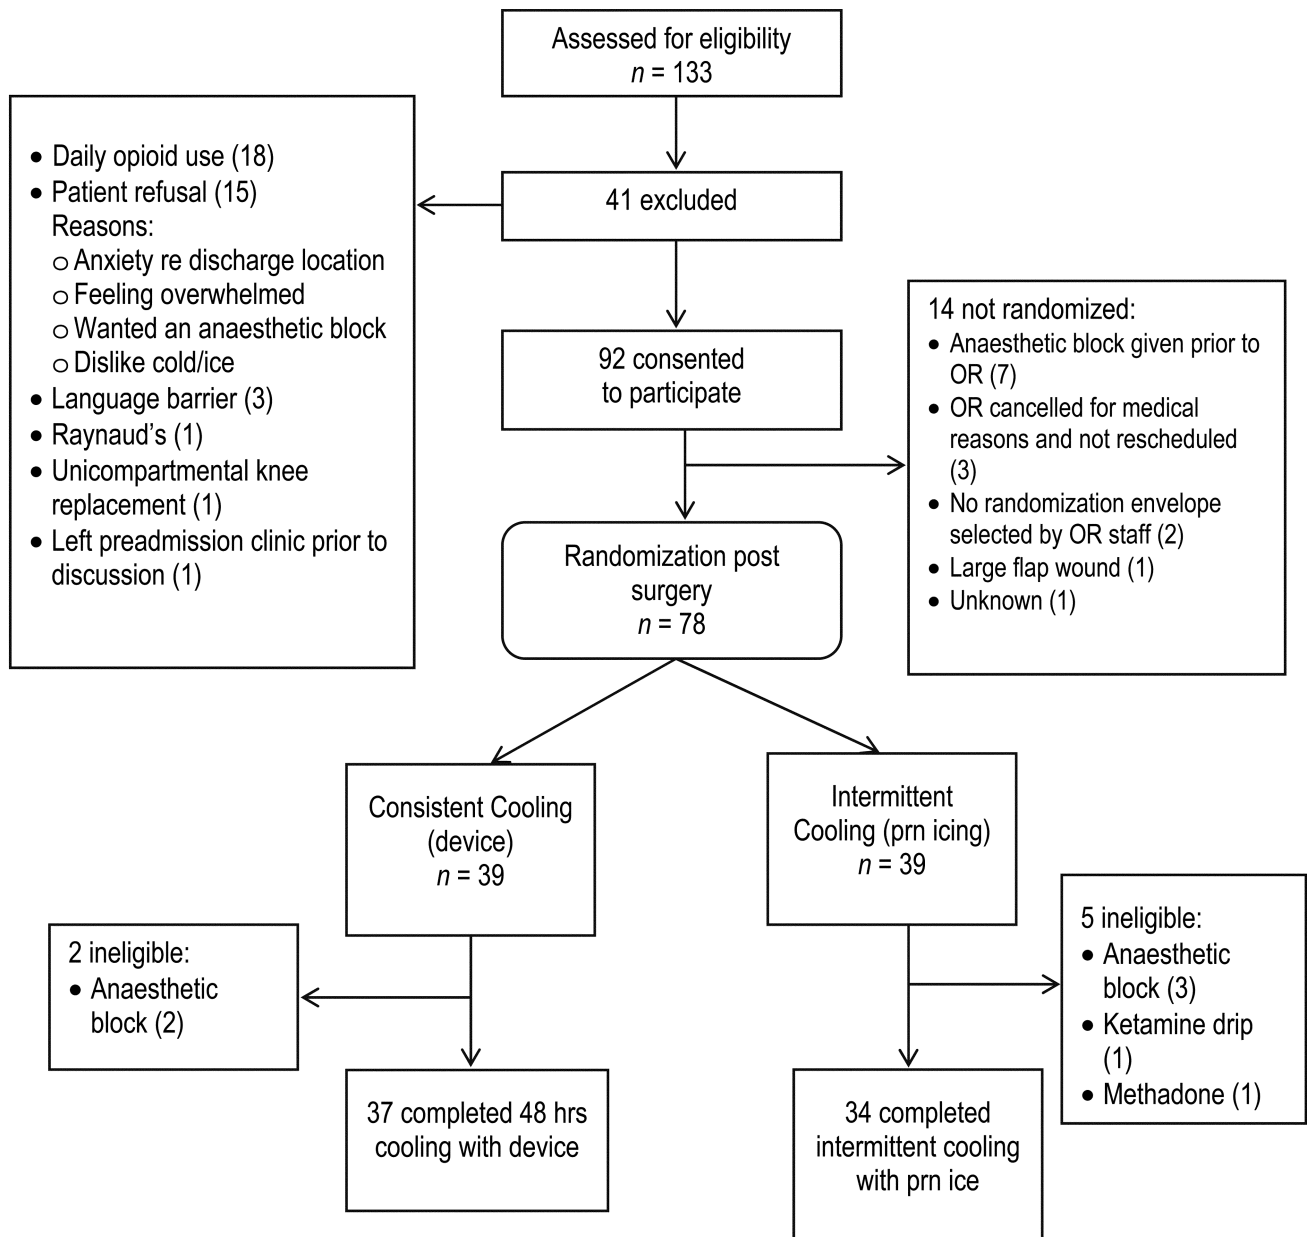 Assessed for eligibility
n = 133
41 excluded
• Daily opioid use (18)
• Patient refusal (15)
Reasons:
o Anxiety re discharge location
o Feeling overwhelmed
o Wanted an anaesthetic block
o Dislike cold/ice
• Language barrier (3)
• Raynaud's (1)
• Unicompartmental knee
replacement (1)
• Left preadmission clinic prior to
discussion (1)
92 consented
to participate
14 not randomized:
• Anaesthetic block given prior to
OR (7)
• OR cancelled for medical
reasons and not rescheduled
(3)
• No randomization envelope
selected by OR staff (2)
• Large flap wound (1)
• Unknown (1)
Randomization post
surgery
n = 78
Consistent Cooling
(device)
n = 39
Intermittent
Cooling (prn icing)
n = 39
2 ineligible:
• Anaesthetic
block (2)
5 ineligible:
• Anaesthetic
block (3)
• Ketamine drip
(1)
• Methadone (1)
37 completed 48 hrs
cooling with device
34 completed
intermittent cooling
with prn ice